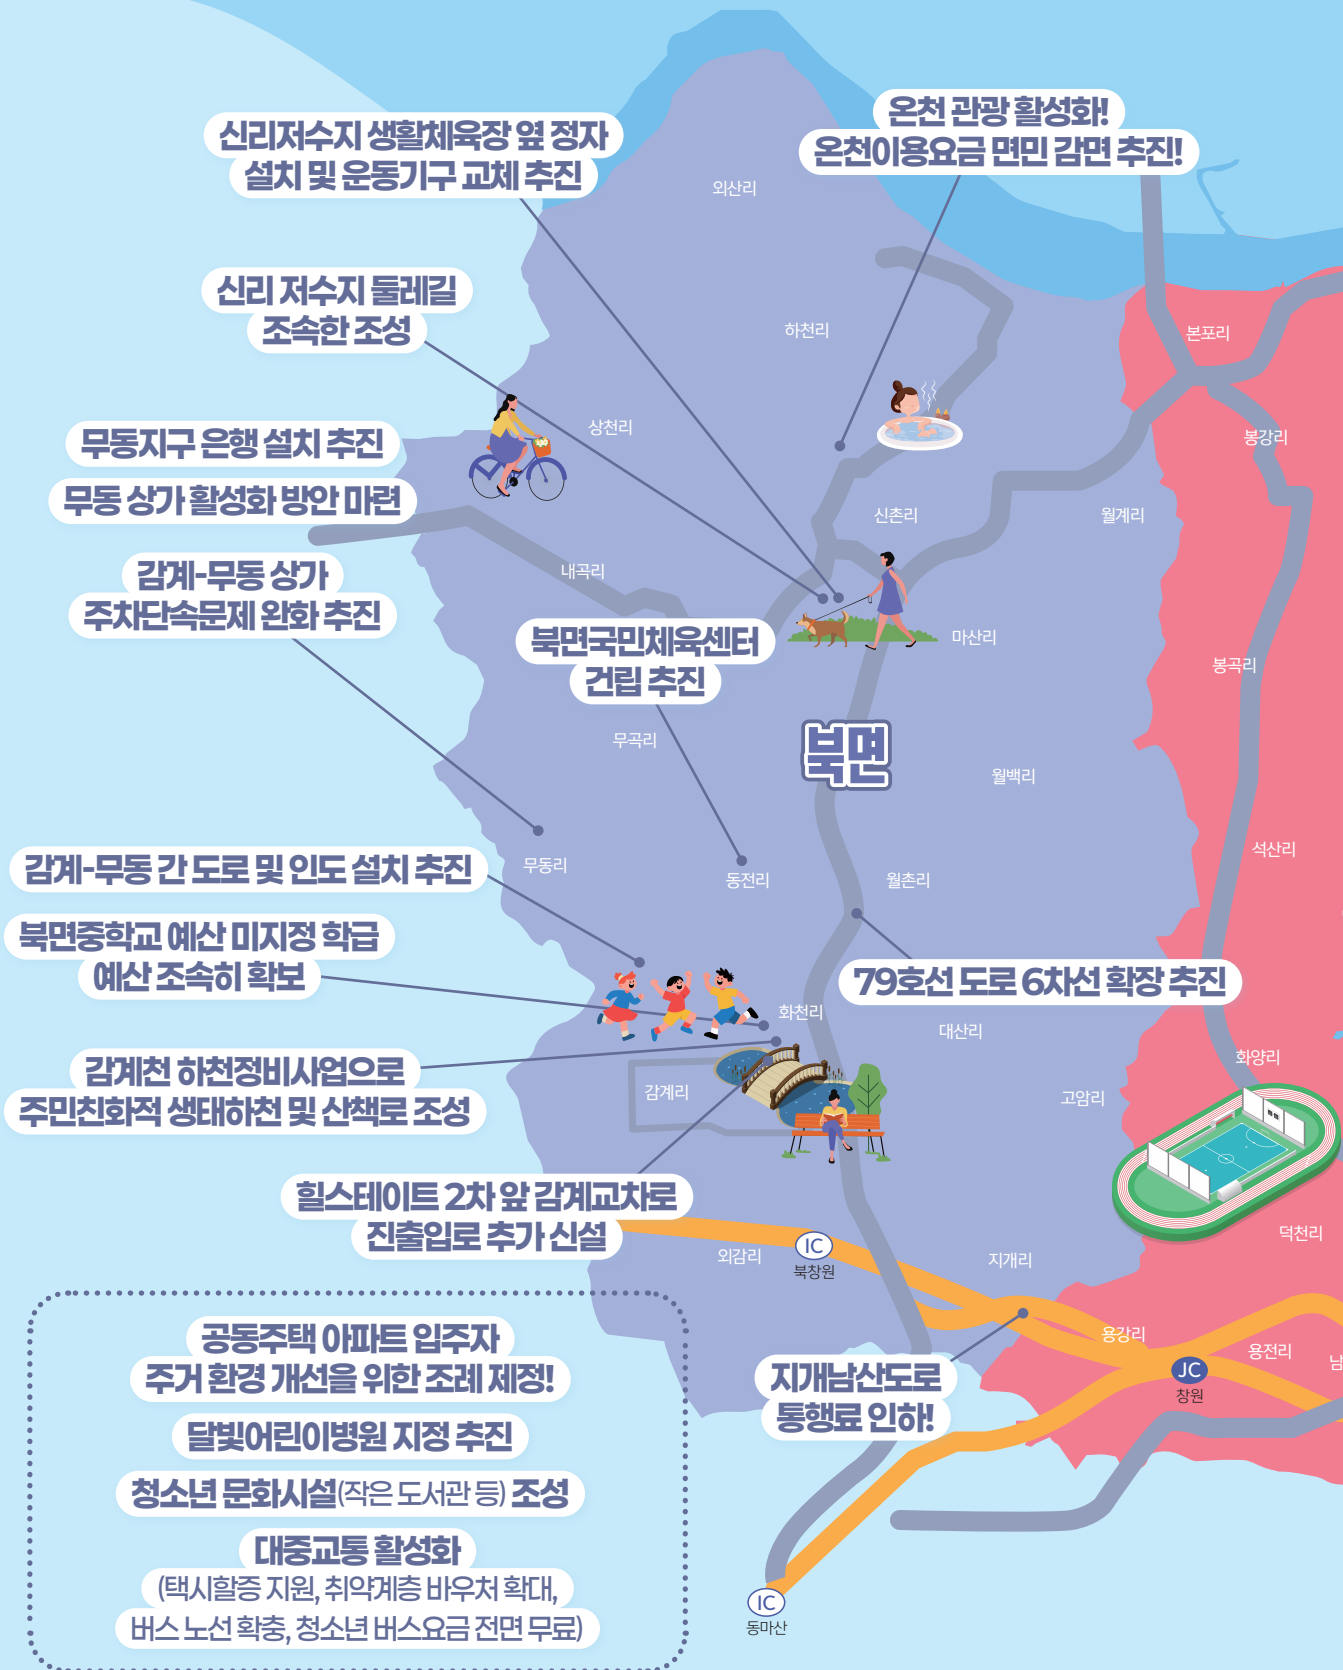 온천 관광 활성화!
온천이용요금 면민 감면 추진!
신리저수지 생활체육장 옆 정자
설치 및 운동기구 교체 추진
외산리
신리 저수지 둘레길
조속한 조성
하천리
본포리
상천리
봉강리
무동지구 은행 설치 추진
무동 상가 활성화 방안 마련
신촌리
월계리
내곡리
감계-무동 상가
주차단속문제 완화 추진
북면국민체육센터
건립 추진
마산리
봉곡리
무곡리
북면
월백리
석산리
무동리
동전리
월촌리
감계-무동 간 도로 및 인도 설치 추진
북면중학교 예산 미지정 학급
예산 조속히 확보
79호선 도로 6차선 확장 추진
화천리
대산리
화양리
감계천 하천정비사업으로
주민친화적 생태하천 및 산책로 조성
감계리
고암리
힐스테이트 2차 앞 감계교차로
진출입로 추가 신설
덕천리
외감리
IC
북창원
지개리
용강리
용전리
남
JC
창원
지개남산도로
통행료 인하!
공동주택 아파트 입주자
주거 환경 개선을 위한 조례 제정!
달빛어린이병원 지정 추진
청소년 문화시설(작은 도서관 등) 조성
대중교통 활성화
(택시할증 지원, 취약계층 바우처 확대,
버스 노선 확충, 청소년 버스요금 전면 무료)
IC
동마산